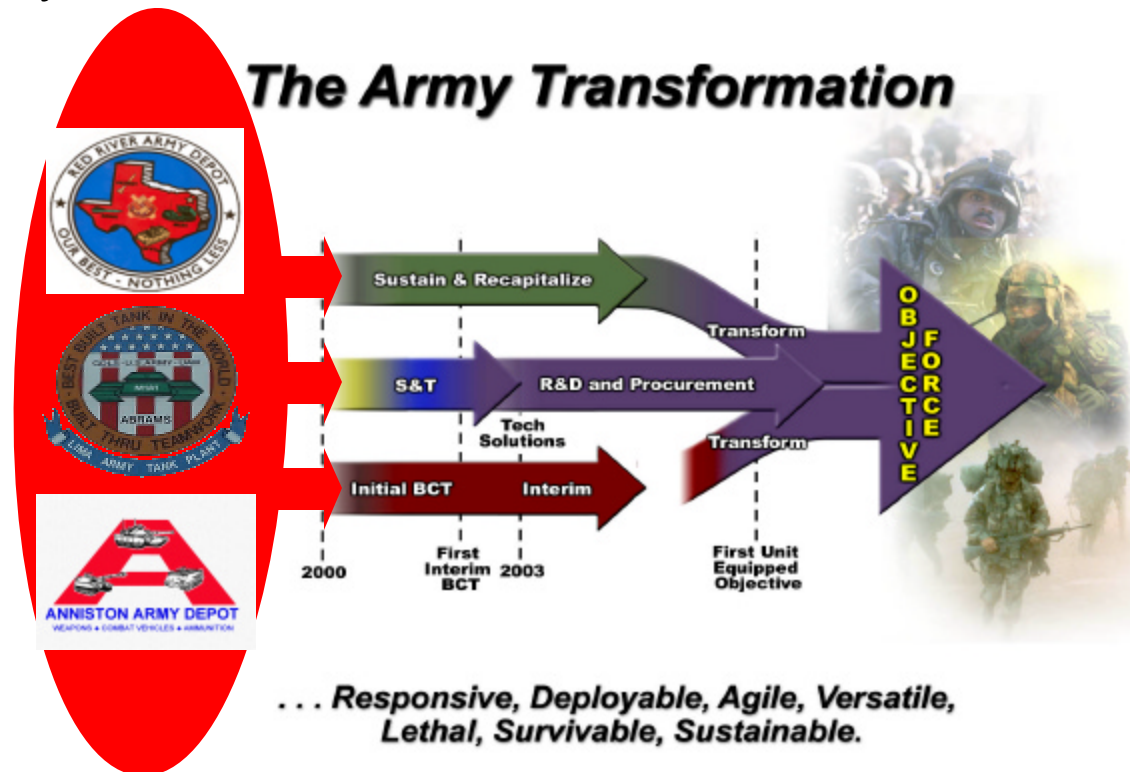 The Army Transformation
RED RIVER ARMY DEPOT
OUR BEST - NOTHING LESS
BEST BUILT TANK IN THE WORLD
ABRAMS
BUILT THRU TEAMWORK
LIMA ARMY TANK PLANT
ANNISTON ARMY DEPOT
WEAPONS ♦ COMBAT VEHICLES ♦ AMMUNITION
Sustain & Recapitalize
Transform
S&T
R&D and Procurement
Tech
Solutions
Transform
Initial BCT
Interim
OBJECTIVE
FORCE
2000
First
Interim
BCT
2003
First Unit
Equipped
Objective
. . . Responsive, Deployable, Agile, Versatile,
Lethal, Survivable, Sustainable.